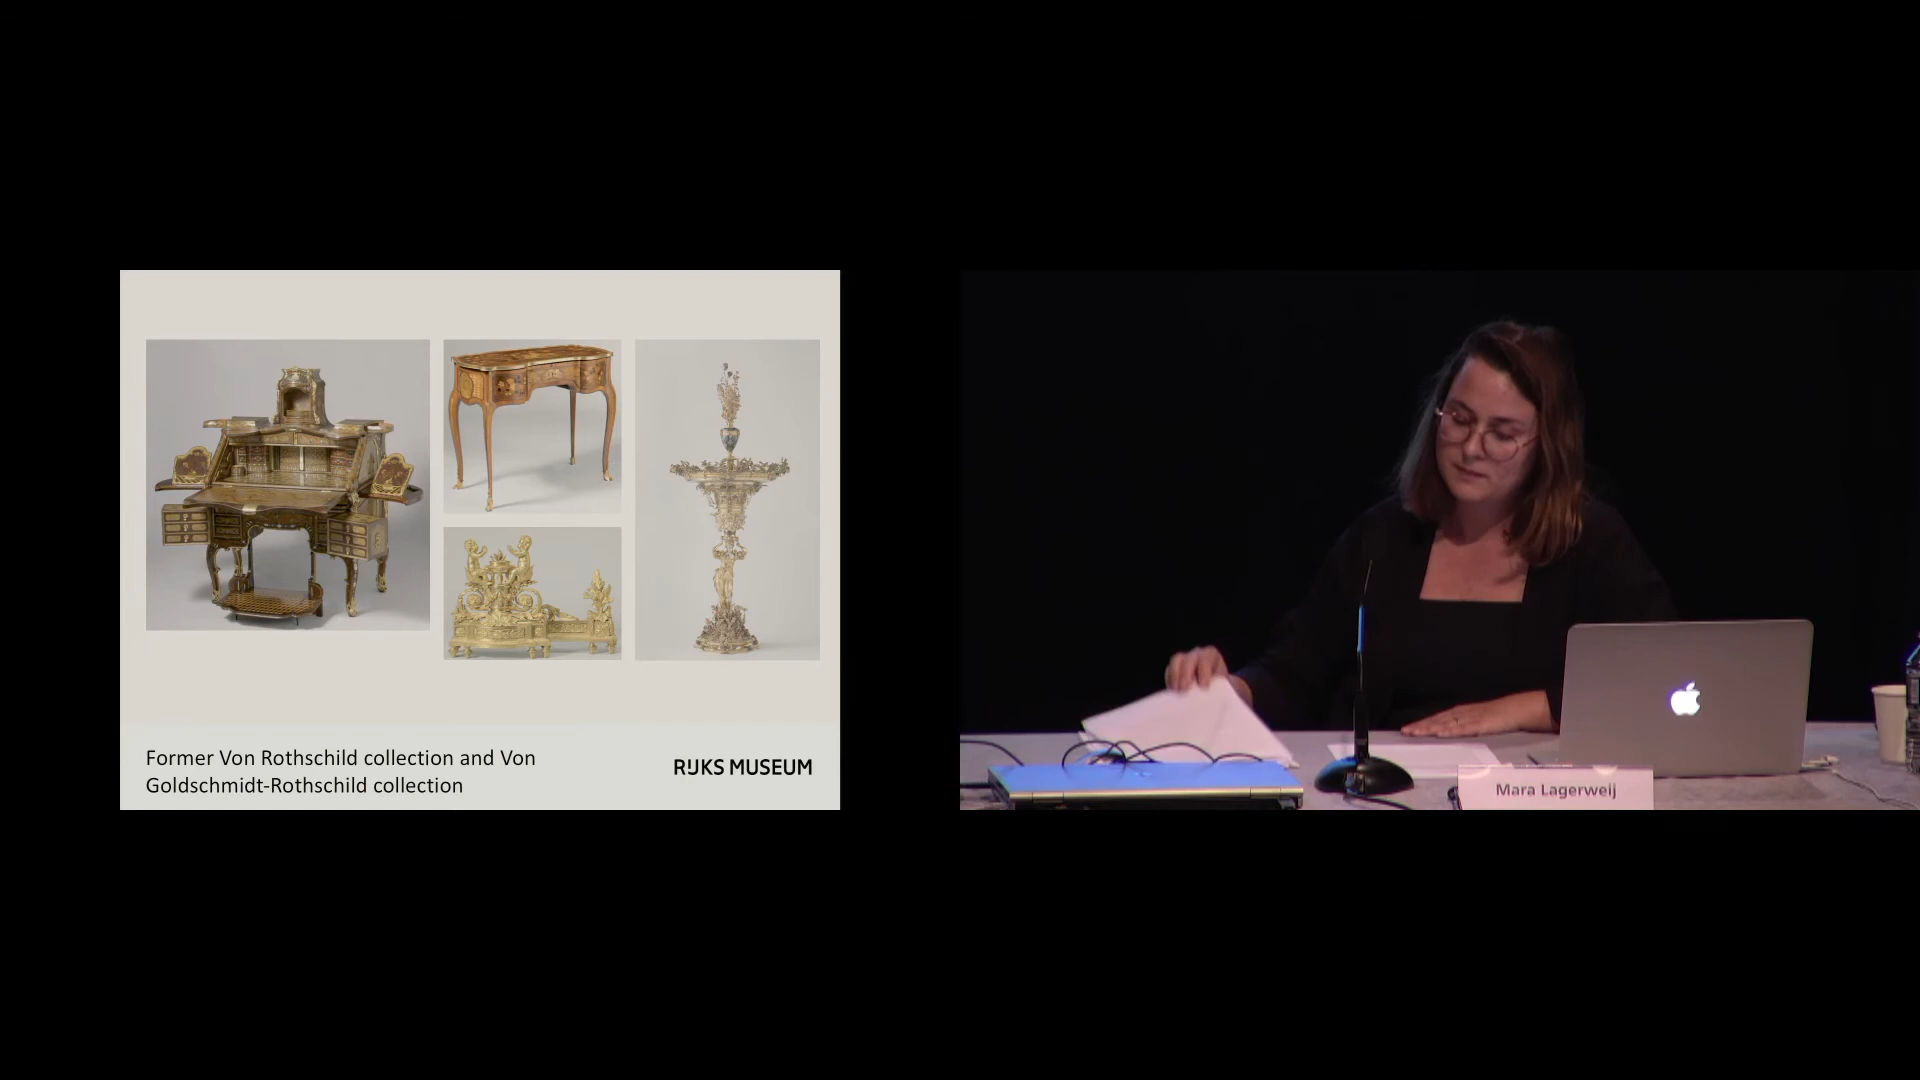 Former Von Rothschild collection and Von
Goldschmidt-Rothschild collection
RIJKS MUSEUM
Mara Lagerweij